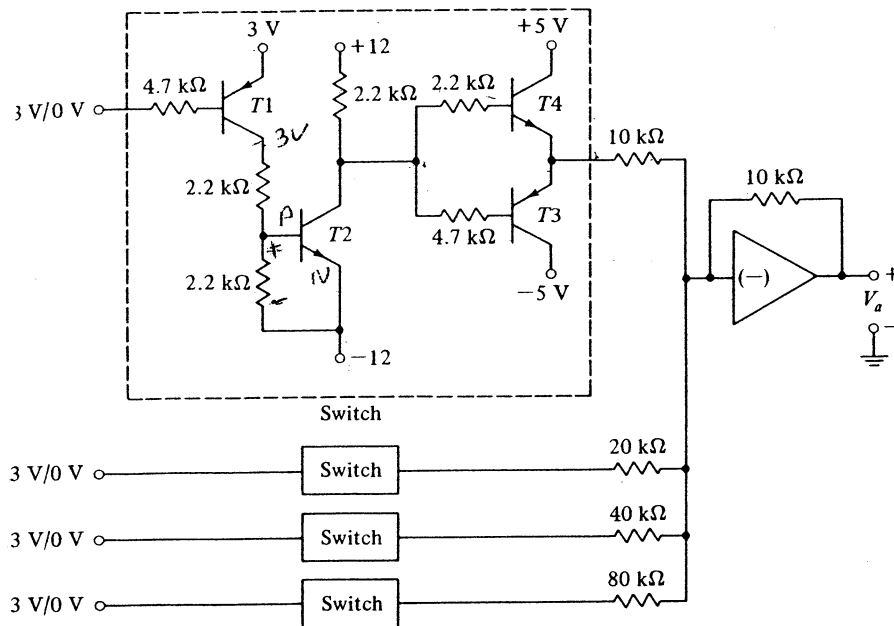 3 V
+12
+5 V
4.7 kΩ
3 V/0 V
T1
2.2 kΩ
2.2 kΩ
T4
3V
10 kΩ
2.2 kΩ
T2
4.7 kΩ
T3
10 kΩ
1V
2.2 kΩ
−5 V
(−)
+
V_a
−
−12
Switch
3 V/0 V
Switch
20 kΩ
3 V/0 V
Switch
40 kΩ
3 V/0 V
Switch
80 kΩ